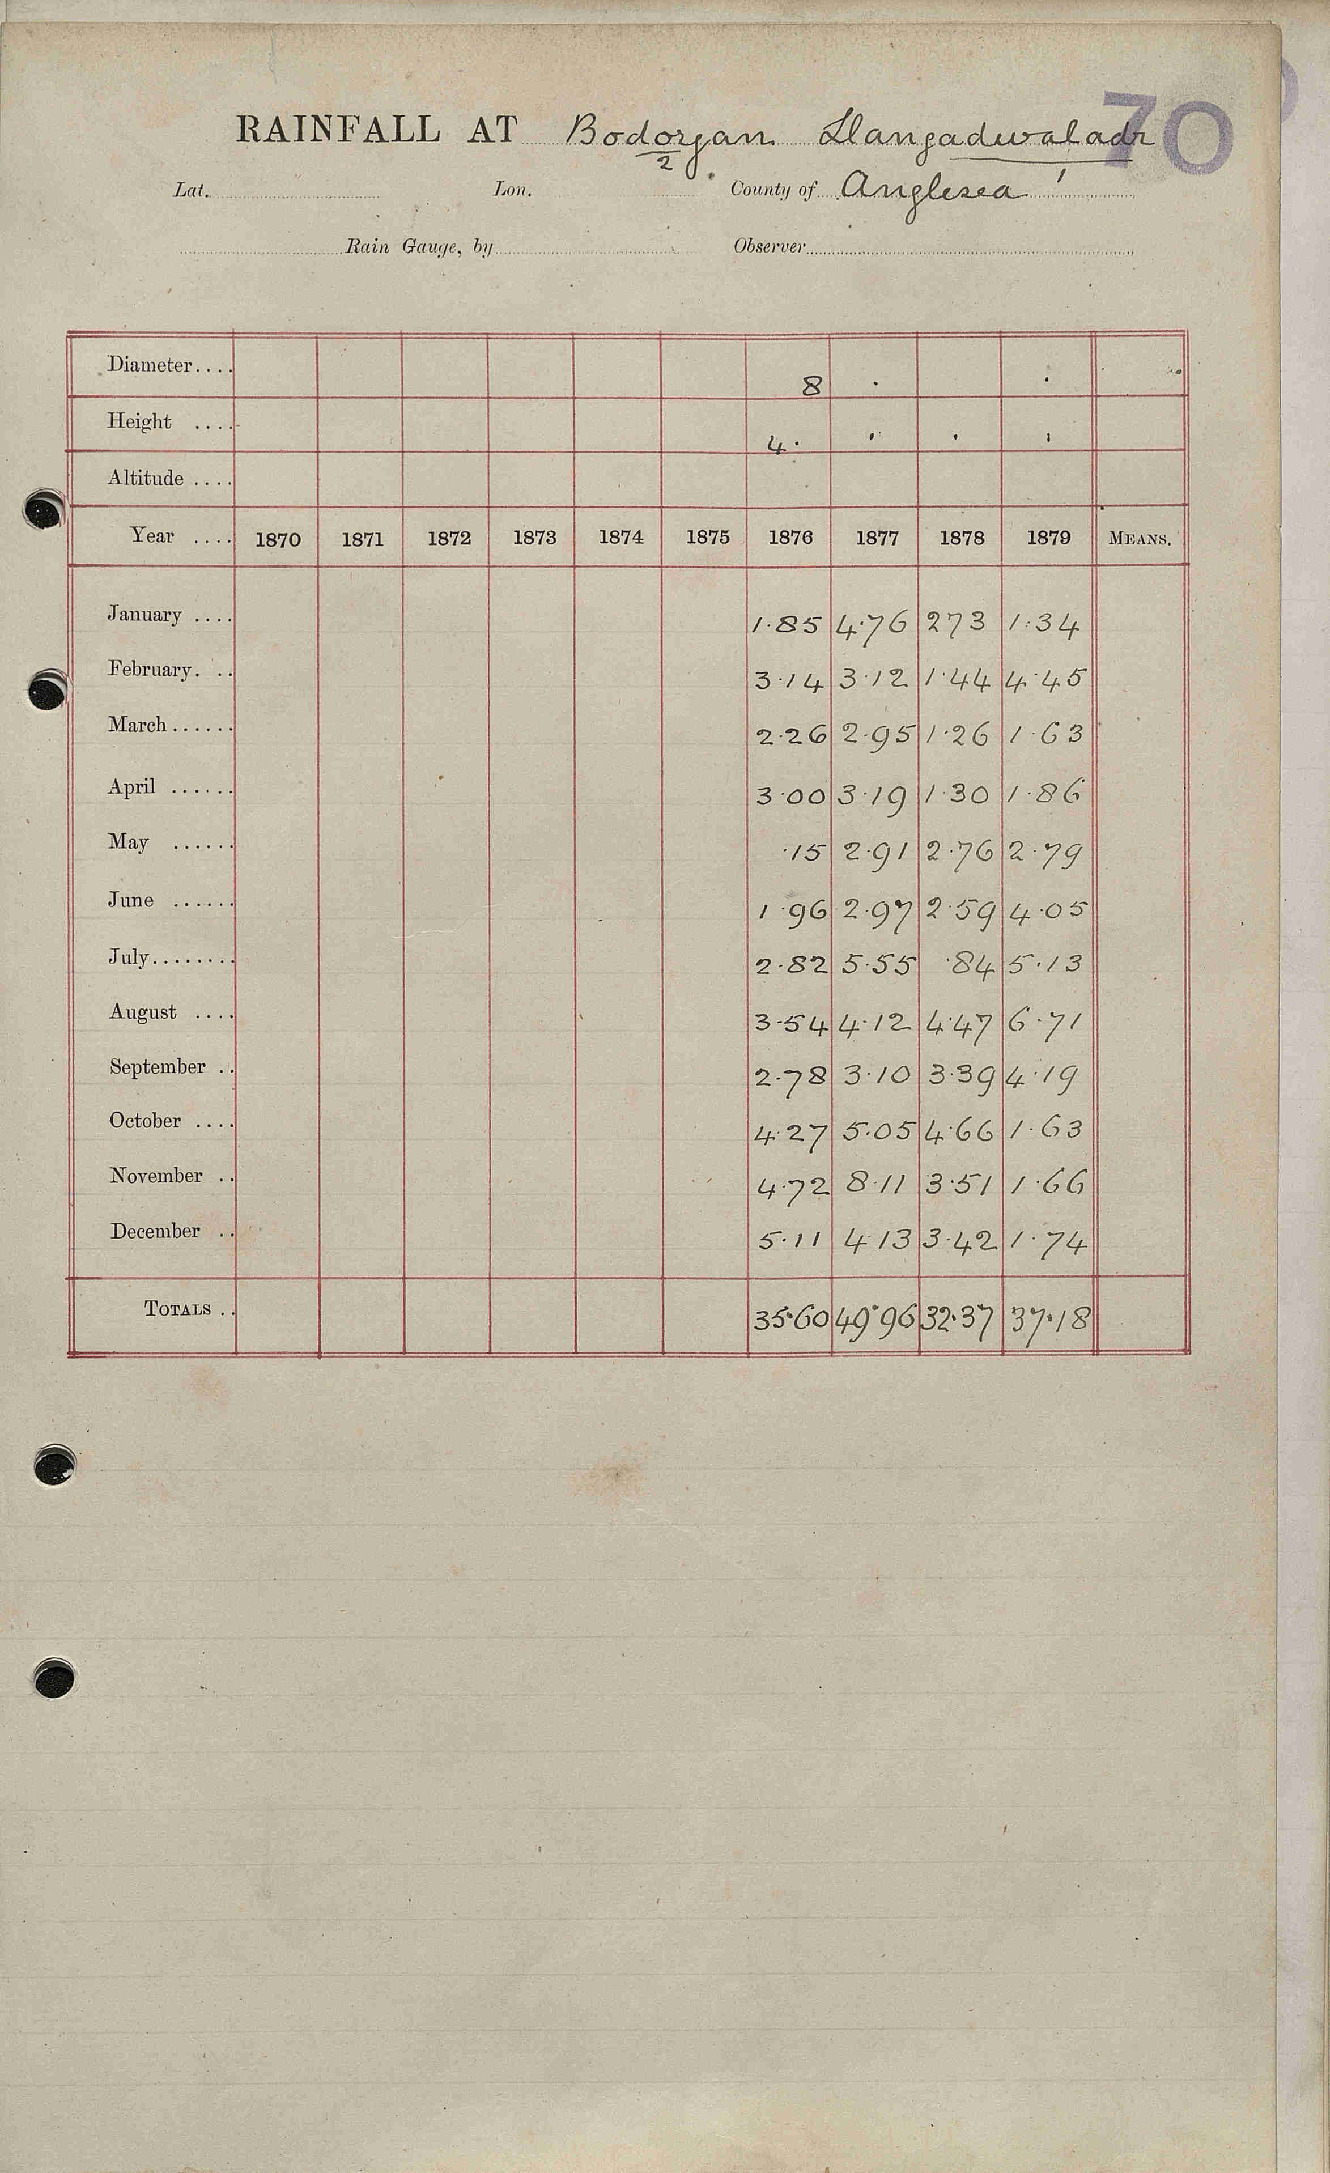 70
RAINFALL AT Bodorgan Llangadwaladr
2 1
Lat. Lon. County of Anglesea
Rain Gauge, by Observer
Diameter.... 8
Height .... 4
Altitude ....
Year .... 1870 1871 1872 1873 1874 1875 1876 1877 1878 1879 MEANS.
January .... 1.85 4.76 273 1.34
February. .. 3.14 3.12 1.44 4.45
March...... 2.26 2.95 1.26 1.63
April ...... 3.00 3.19 1.30 1.86
May ...... .15 2.91 2.76 2.79
June ...... 1.96 2.97 2.59 4.05
July........ 2.82 5.55 .84 5.13
August .... 3.54 4.12 4.47 6.71
September .. 2.78 3.10 3.39 4.19
October .... 4.27 5.05 4.66 1.63
November .. 4.72 8.11 3.51 1.66
December .. 5.11 4.13 3.42 1.74
TOTALS .. 35.60 49.96 32.37 37.18